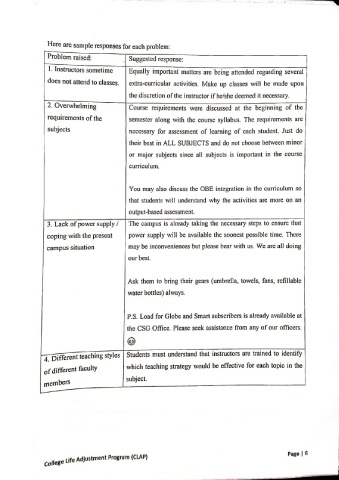 Here are sample responses for each problem:
Problem raised:
Suggested response:
1. Instructors sometime
does not attend to classes.
Equally important matters are being attended regarding several
extra-curricular activities. Make up classes will be made upon
the discretion of the instructor if he/she deemed it necessary.
2. Overwhelming
requirements of the
subjects
Course requirements were discussed at the beginning of the
semester along with the course syllabus. The requirements are
necessary for assessment of learning of each student. Just do
their best in ALL SUBJECTS and do not choose between minor
or major subjects since all subjects is important in the course
curriculum.
You may also discuss the OBE integration in the curriculum so
that students will understand why the activities are more on an
output-based assessment.
3. Lack of power supply /
coping with the present
campus situation
The campus is already taking the necessary steps to ensure that
power supply will be available the soonest possible time. There
may be inconveniences but please bear with us. We are all doing
our best.
Ask them to bring their gears (umbrella, towels, fans, refillable
water bottles) always.
P.S. Load for Globe and Smart subscribers is already available at
the CSG Office. Please seek assistance from any of our officers.
4. Different teaching styles
of different faculty
members
Students must understand that instructors are trained to identify
which teaching strategy would be effective for each topic in the
subject.
College Life Adjustment Program (CLAP)
Page | 6